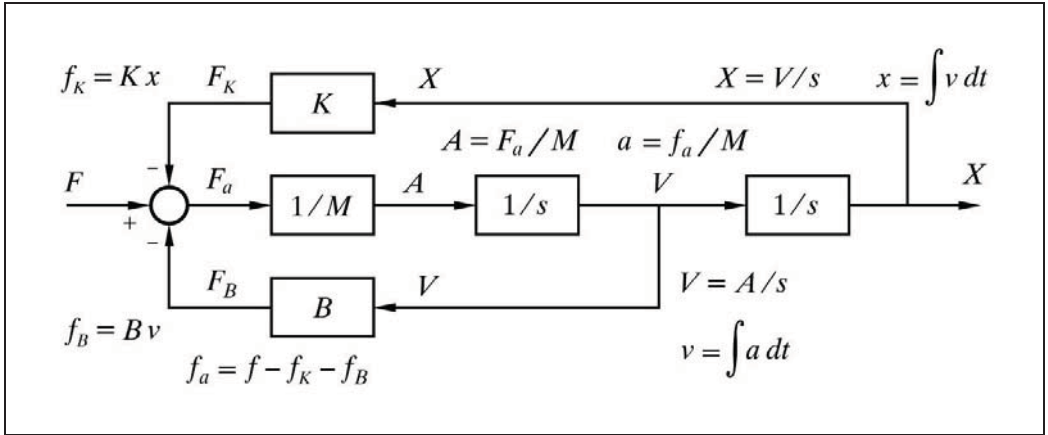 f_K = K x F_K K X X = V/s x = ∫ v dt
A = F_a / M a = f_a / M
F − + − F_a 1/M A 1/s V 1/s X
F_B B V V = A/s
f_B = B v
f_a = f − f_K − f_B v = ∫ a dt